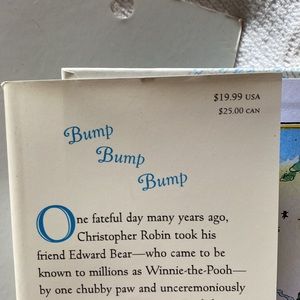 $19.99 USA
$25.00 CAN
Bump
Bump
Bump
One fateful day many years ago,
Christopher Robin took his
friend Edward Bear—who came to be
known to millions as Winnie-the-Pooh—
by one chubby paw and unceremoniously